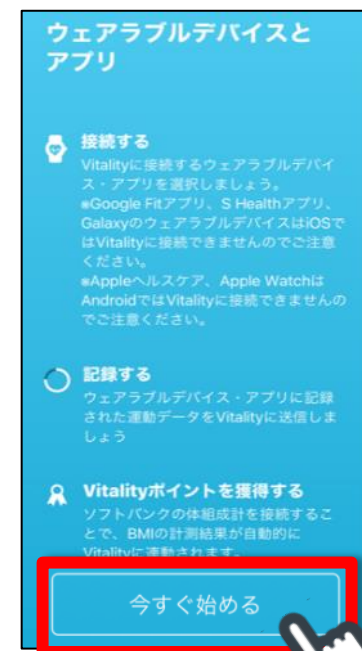 ウェアラブルデバイスと
アプリ
接続する
Vitalityに接続するウェアラブルデバイ
ス・アプリを選択しましょう。
※Google Fitアプリ、S Healthアプリ、
GalaxyのウェアラブルデバイスはiOSで
はVitalityに接続できませんのでご注意
ください。
※Appleヘルスケア、Apple Watchは
AndroidではVitalityに接続できませんの
でご注意ください。
記録する
ウェアラブルデバイス・アプリに記録
された運動データをVitalityに送信しま
しょう
Vitalityポイントを獲得する
ソフトバンクの体組成計を接続するこ
とで、BMIの計測結果が自動的に
Vitalityに連動されます。
今すぐ始める